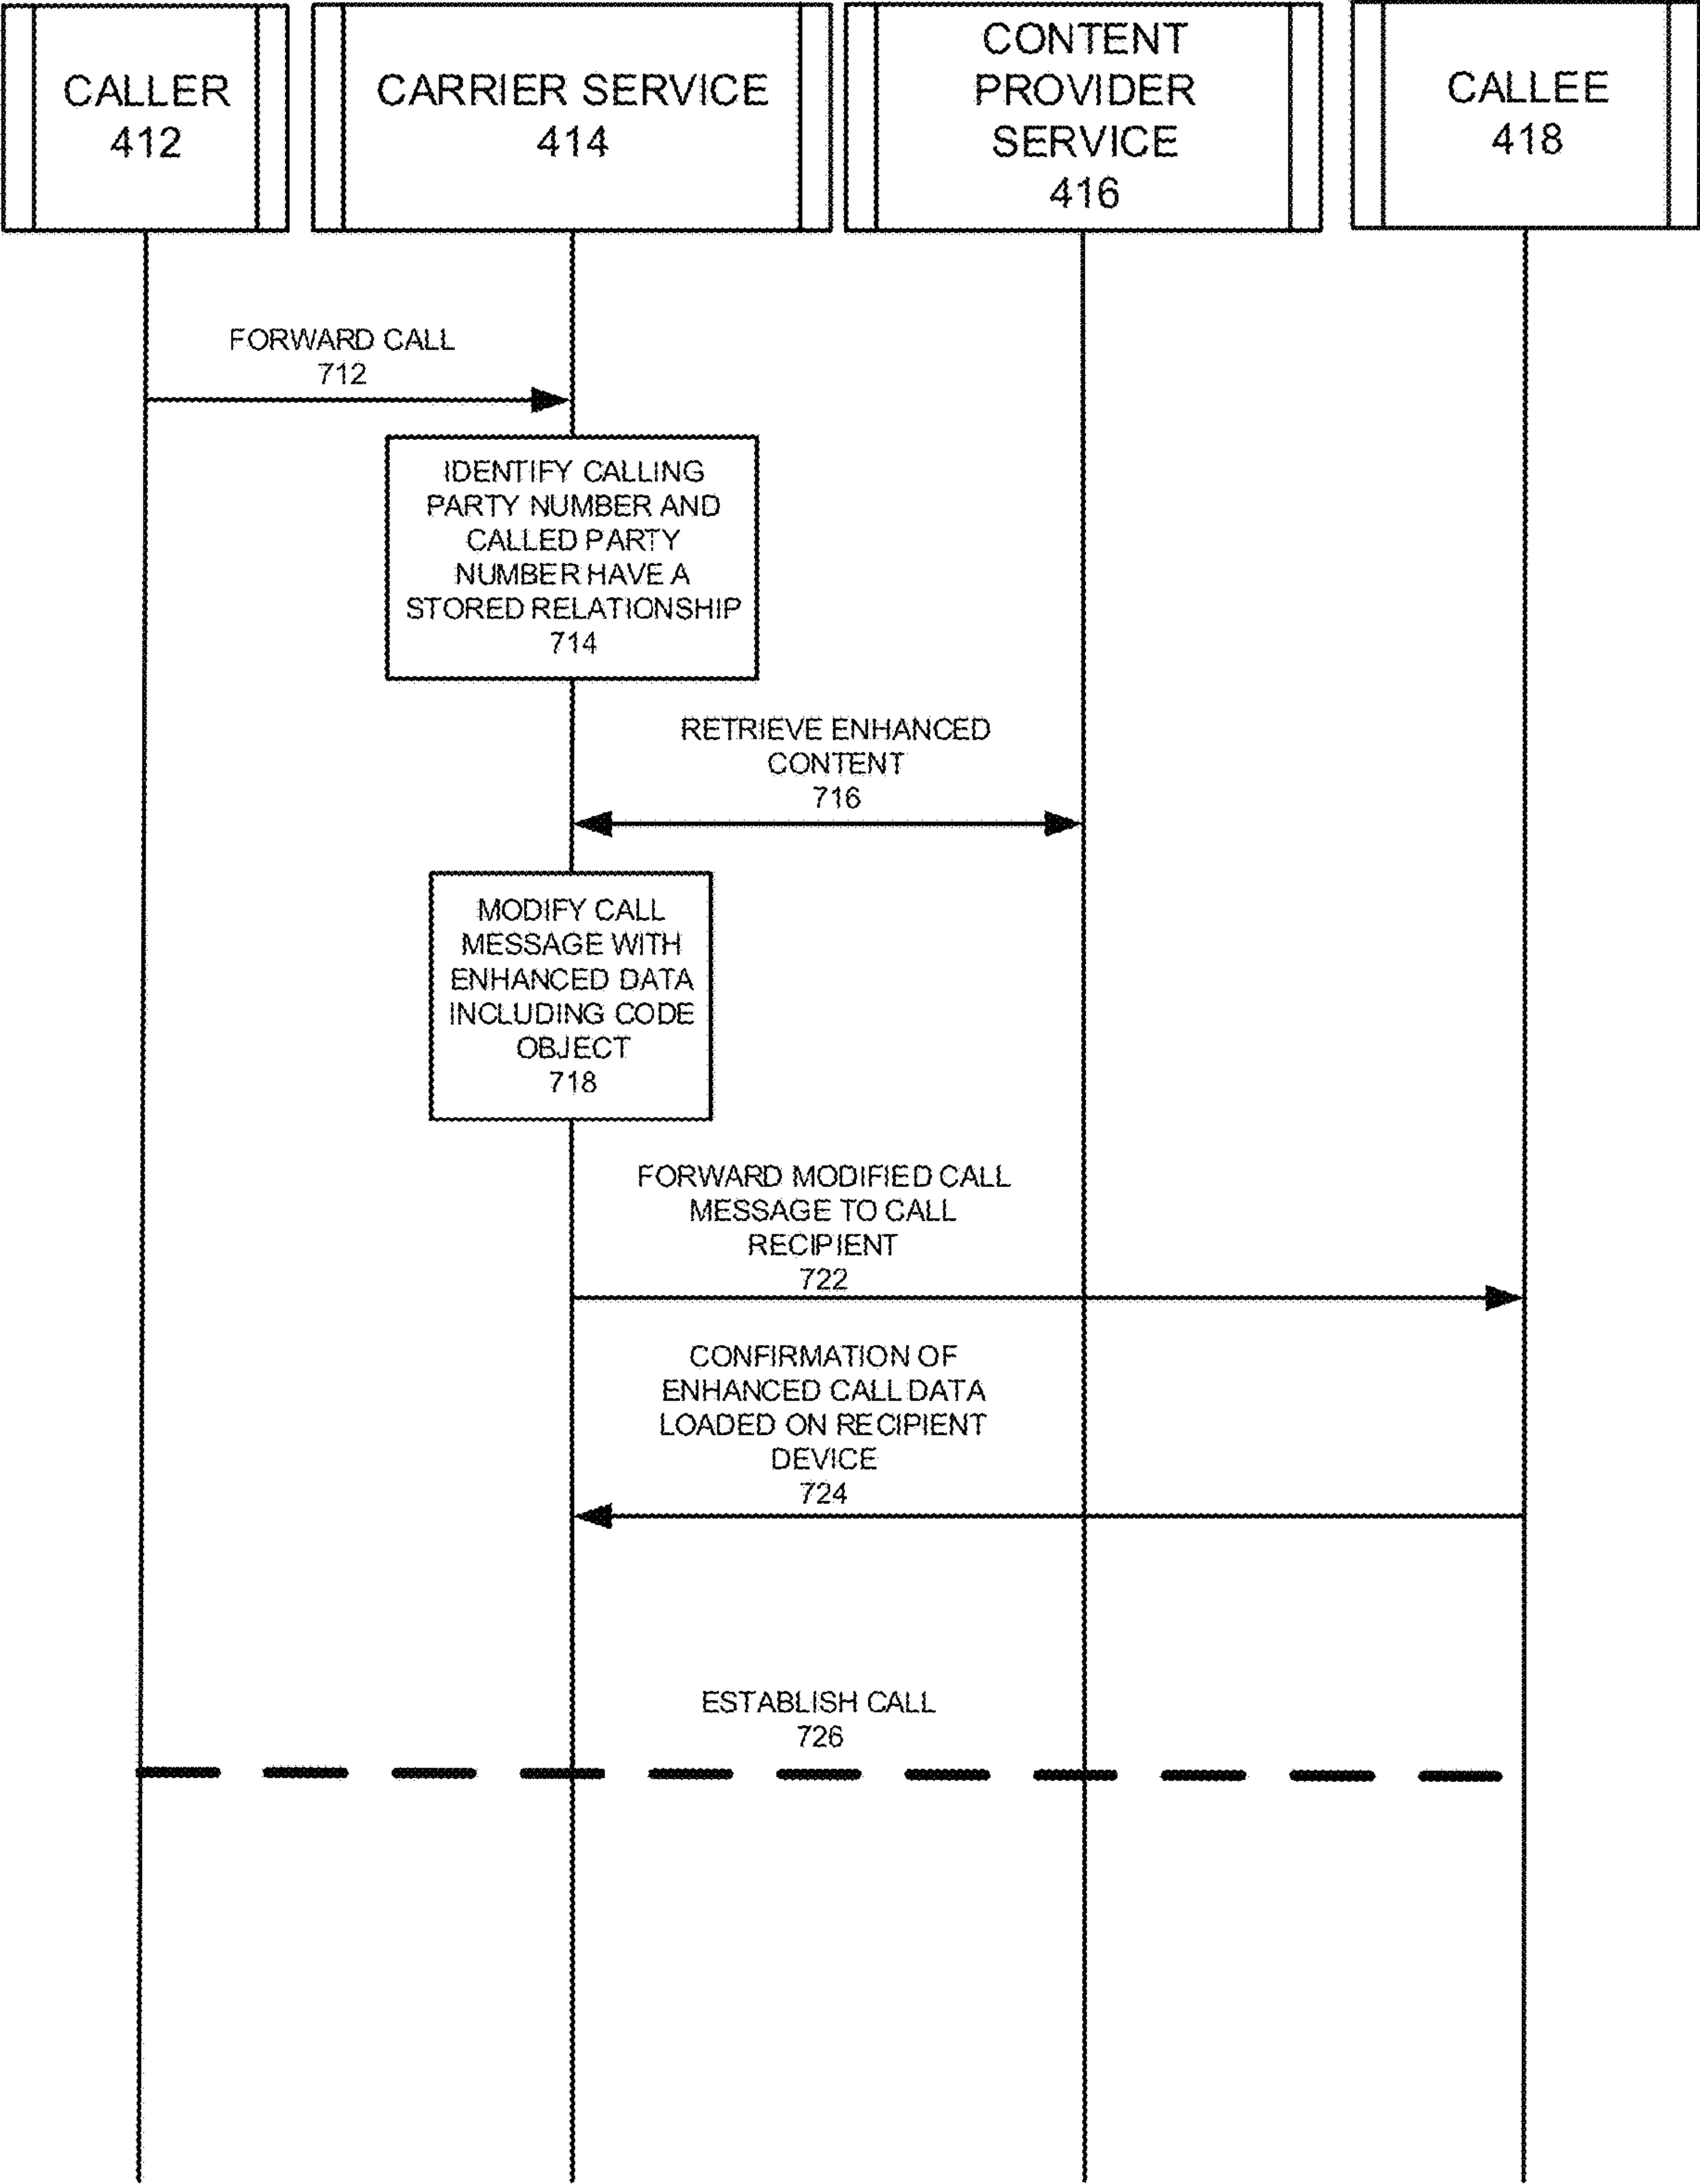 CALLER
412
CARRIER SERVICE
414
CONTENT
PROVIDER
SERVICE
416
CALLEE
418
FORWARD CALL
712
IDENTIFY CALLING
PARTY NUMBER AND
CALLED PARTY
NUMBER HAVE A
STORED RELATIONSHIP
714
RETRIEVE ENHANCED
CONTENT
716
MODIFY CALL
MESSAGE WITH
ENHANCED DATA
INCLUDING CODE
OBJECT
718
FORWARD MODIFIED CALL
MESSAGE TO CALL
RECIPIENT
722
CONFIRMATION OF
ENHANCED CALL DATA
LOADED ON RECIPIENT
DEVICE
724
ESTABLISH CALL
726